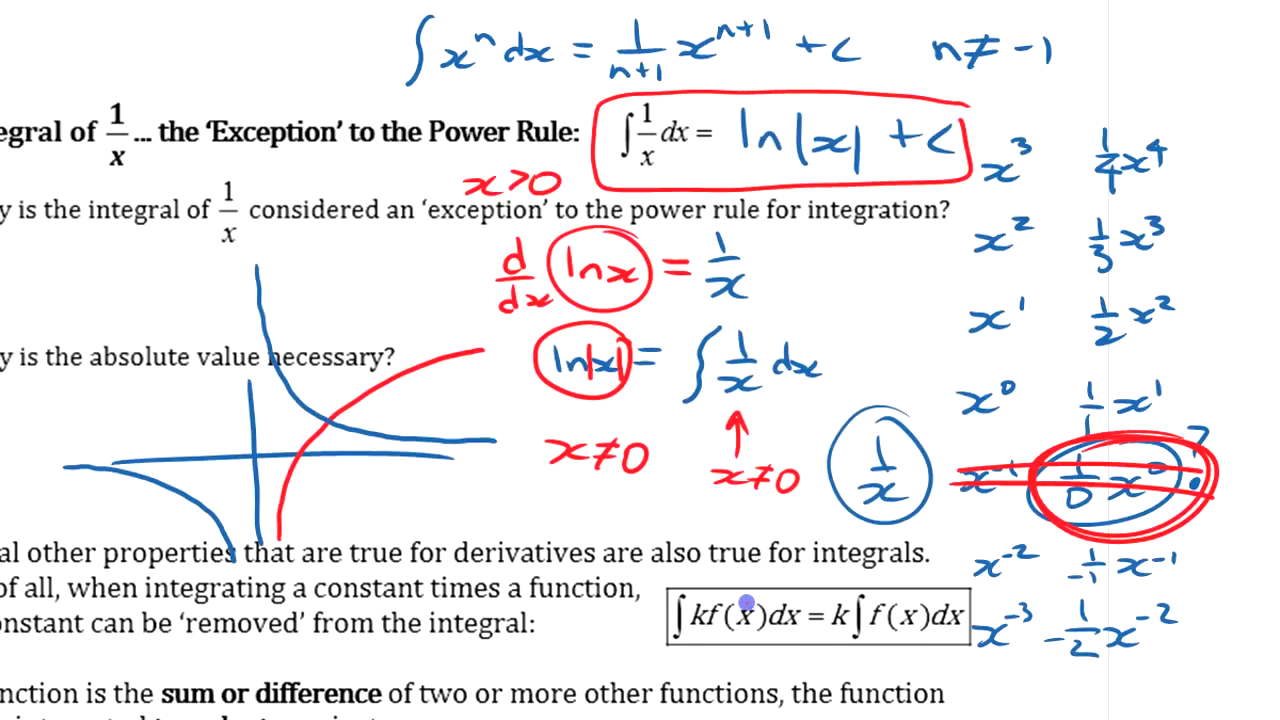 ∫ xⁿ dx = 1/(n+1) xⁿ⁺¹ + C n ≠ -1
egral of 1/x ... the ‘Exception’ to the Power Rule: ∫ 1/x dx = ln|x| + C
x³ 1/4 x⁴
x > 0
y is the integral of 1/x considered an ‘exception’ to the power rule for integration?
x² 1/3 x³
d/dx ln x = 1/x
x¹ 1/2 x²
y is the absolute value necessary?
ln|x| = ∫ 1/x dx
x⁰ 1/1 x¹
x ≠ 0
x ≠ 0
1/x
x⁻¹ 1/0 x⁰ ?
al other properties that are true for derivatives are also true for integrals.
x⁻² 1/-1 x⁻¹
of all, when integrating a constant times a function,
∫ kf(x)dx = k∫ f(x)dx
x⁻³ -1/2 x⁻²
onstant can be ‘removed’ from the integral:
nction is the sum or difference of two or more other functions, the function